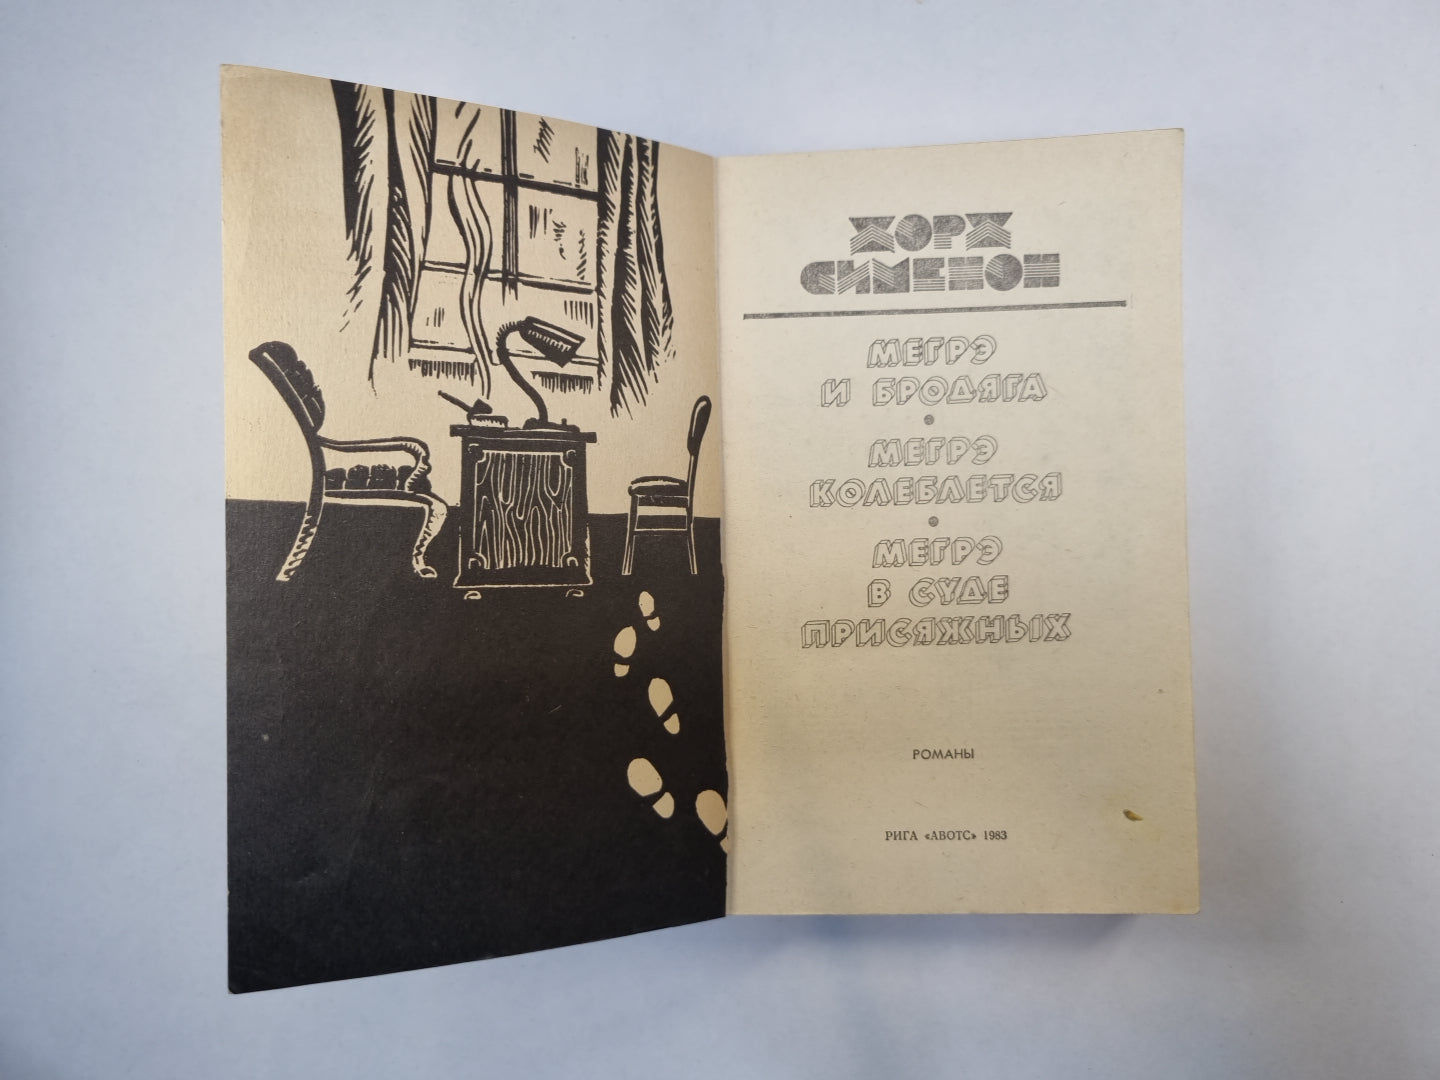 ЖОРЖ
СИМЕНОН
МЕГРЭ
И БРОДЯГА
•
МЕГРЭ
КОЛЕБЛЕТСЯ
•
МЕГРЭ
В СУДЕ
ПРИСЯЖНЫХ
РОМАНЫ
РИГА «АВОТС» 1983